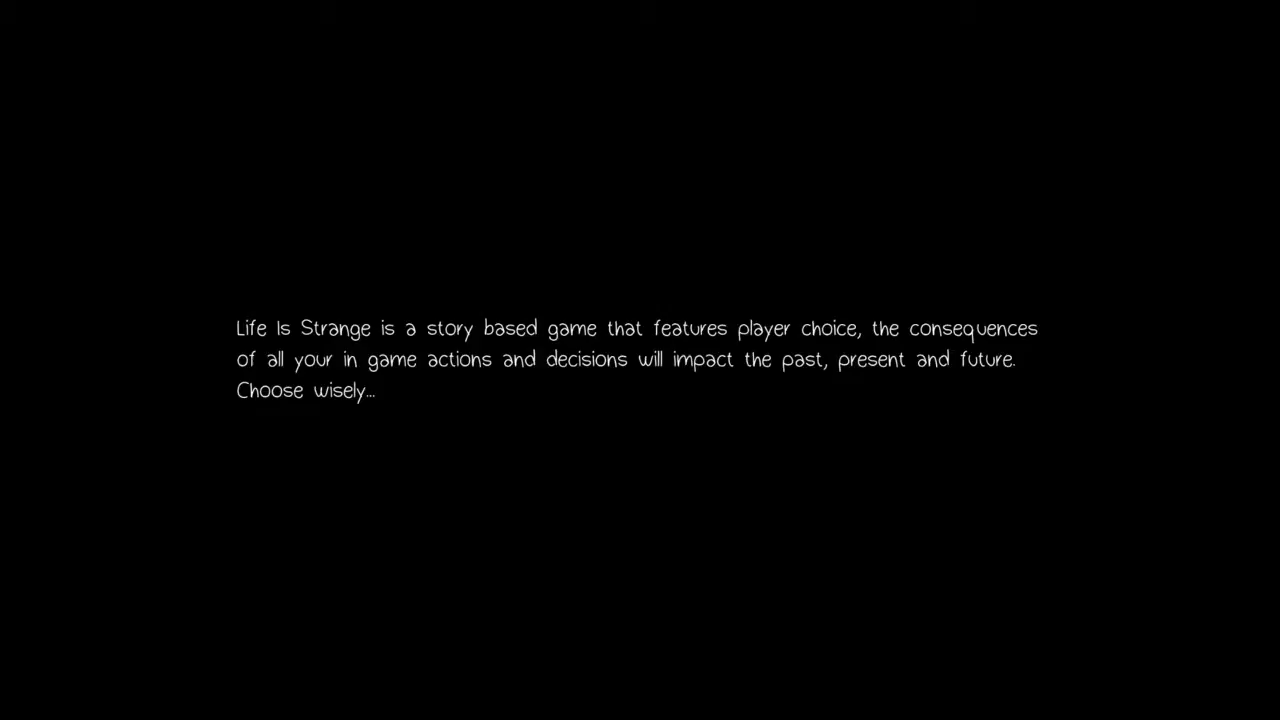 Life Is Strange is a story based game that features player choice, the consequences
of all your in game actions and decisions will impact the past, present and future.
Choose wisely...